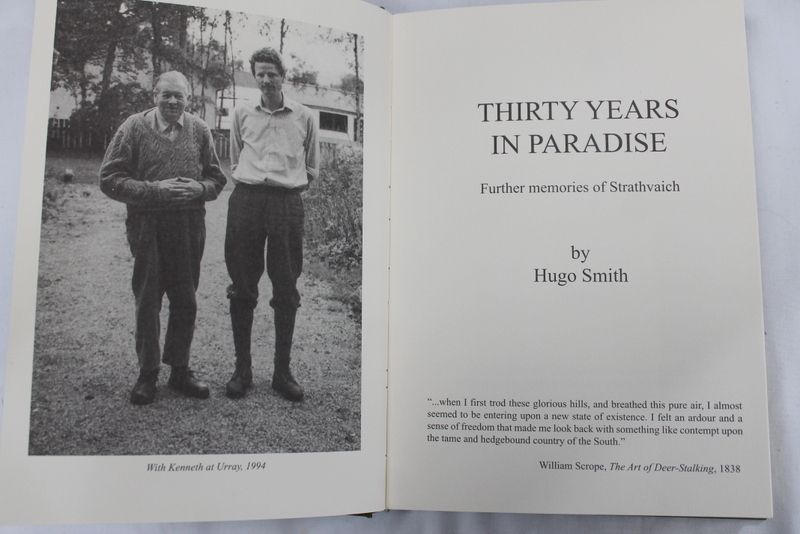 With Kenneth at Urray, 1994
THIRTY YEARS
IN PARADISE
Further memories of Strathvaich
by
Hugo Smith
“...when I first trod these glorious hills, and breathed this pure air, I almost
seemed to be entering upon a new state of existence. I felt an ardour and a
sense of freedom that made me look back with something like contempt upon
the tame and hedgebound country of the South.”
William Scrope, The Art of Deer-Stalking, 1838